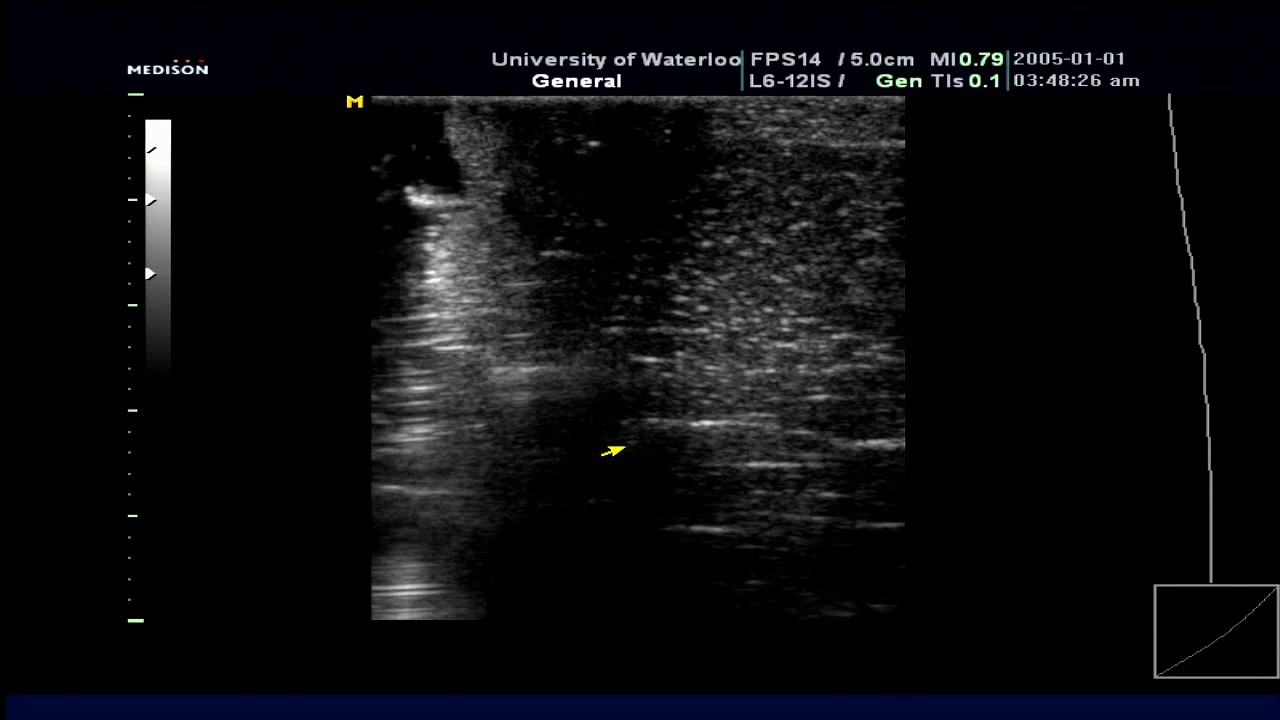 MEDISON
University of Waterloo FPS14 / 5.0cm MI 0.79 2005-01-01
General L6-12IS / Gen TIs 0.1 03:48:26 am
M